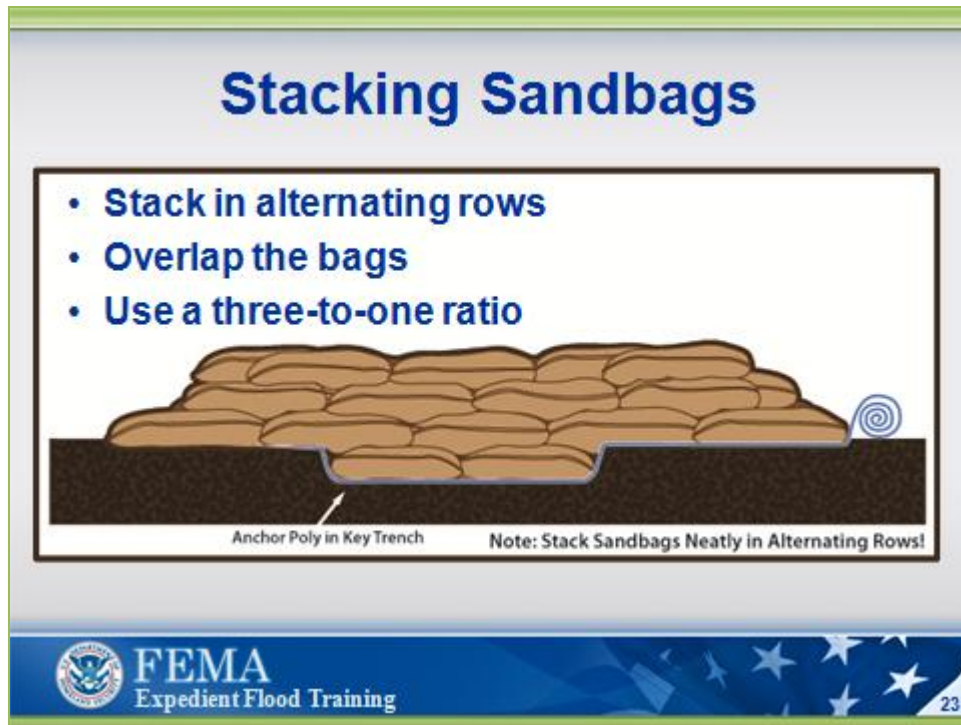 Stacking Sandbags
• Stack in alternating rows
• Overlap the bags
• Use a three-to-one ratio
Anchor Poly in Key Trench
Note: Stack Sandbags Neatly in Alternating Rows!
FEMA
Expedient Flood Training
23